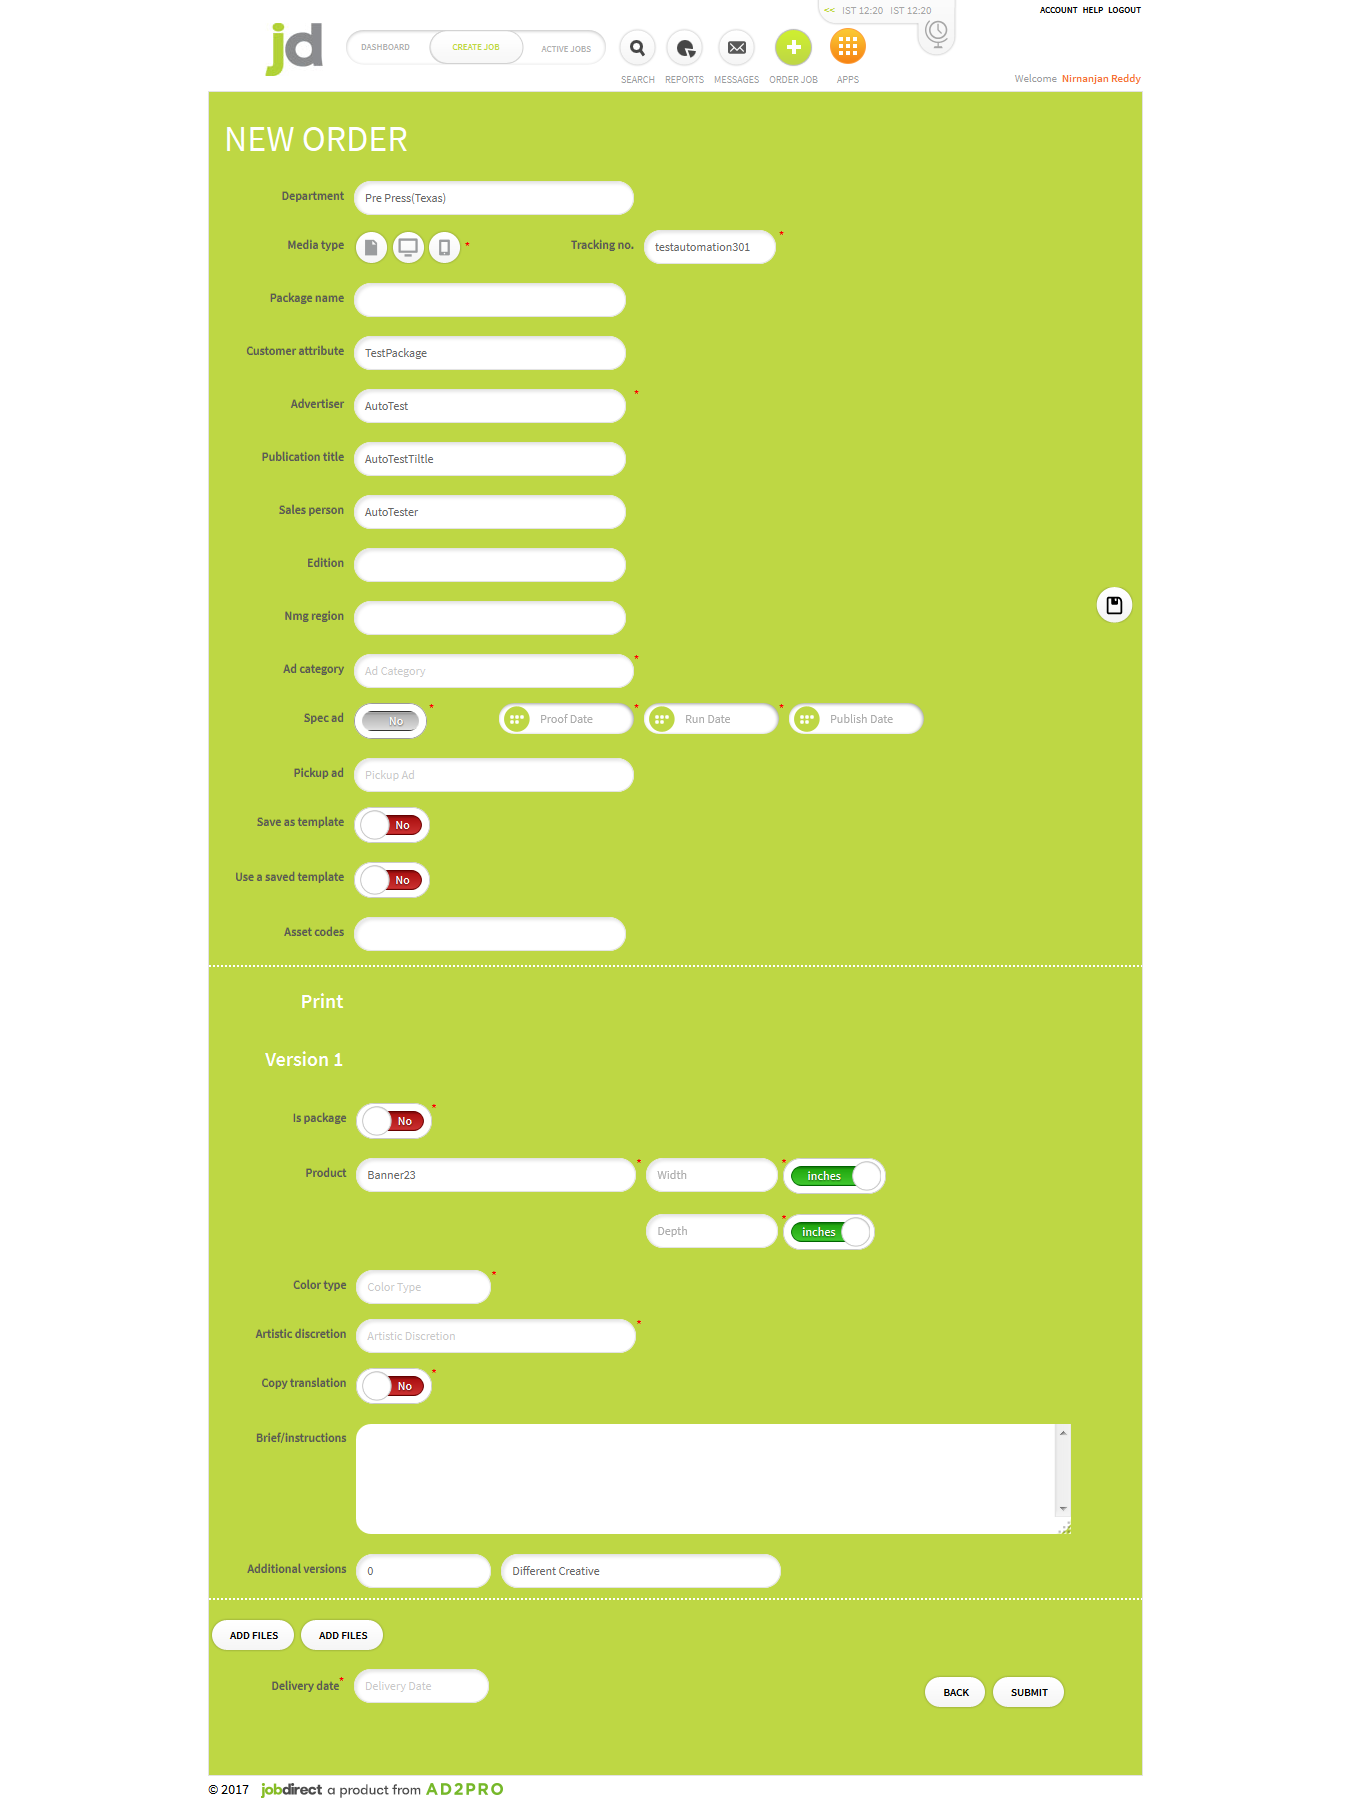 << IST 12:20 IST 12:20
ACCOUNT HELP LOGOUT
jd
DASHBOARD CREATE JOB ACTIVE JOBS
SEARCH REPORTS MESSAGES ORDER JOB APPS
Welcome Nirnanjan Reddy
NEW ORDER
Department Pre Press(Texas)
Media type * Tracking no. testautomation301 *
Package name
Customer attribute TestPackage
Advertiser AutoTest *
Publication title AutoTestTiltle
Sales person AutoTester
Edition
Nmg region
Ad category Ad Category *
Spec ad No * Proof Date * Run Date * Publish Date
Pickup ad Pickup Ad
Save as template No
Use a saved template No
Asset codes
Print
Version 1
Is package No *
Product Banner23 * Width * inches
Depth * inches
Color type Color Type *
Artistic discretion Artistic Discretion *
Copy translation No *
Brief/instructions
Additional versions 0 Different Creative
ADD FILES ADD FILES
Delivery date* Delivery Date
BACK SUBMIT
© 2017 jobdirect a product from AD2PRO